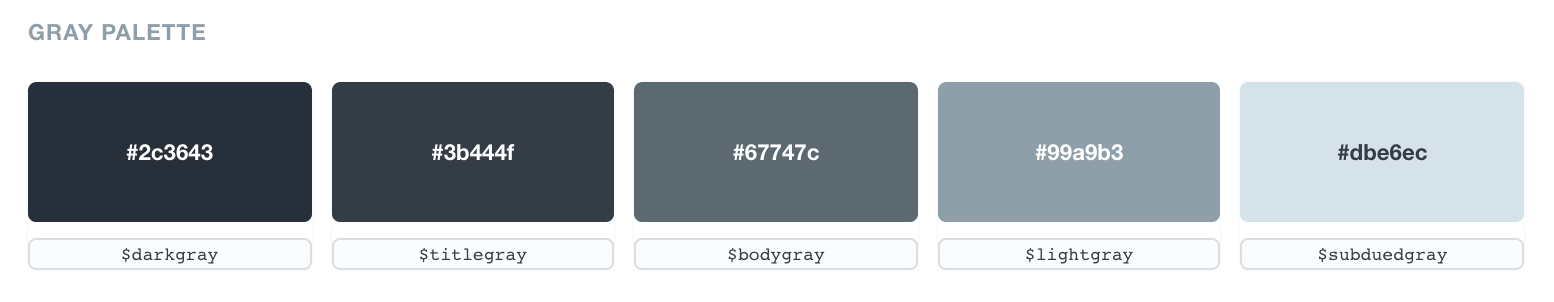 GRAY PALETTE
#2c3643 #3b444f #67747c #99a9b3 #dbe6ec
$darkgray $titlegray $bodygray $lightgray $subduedgray